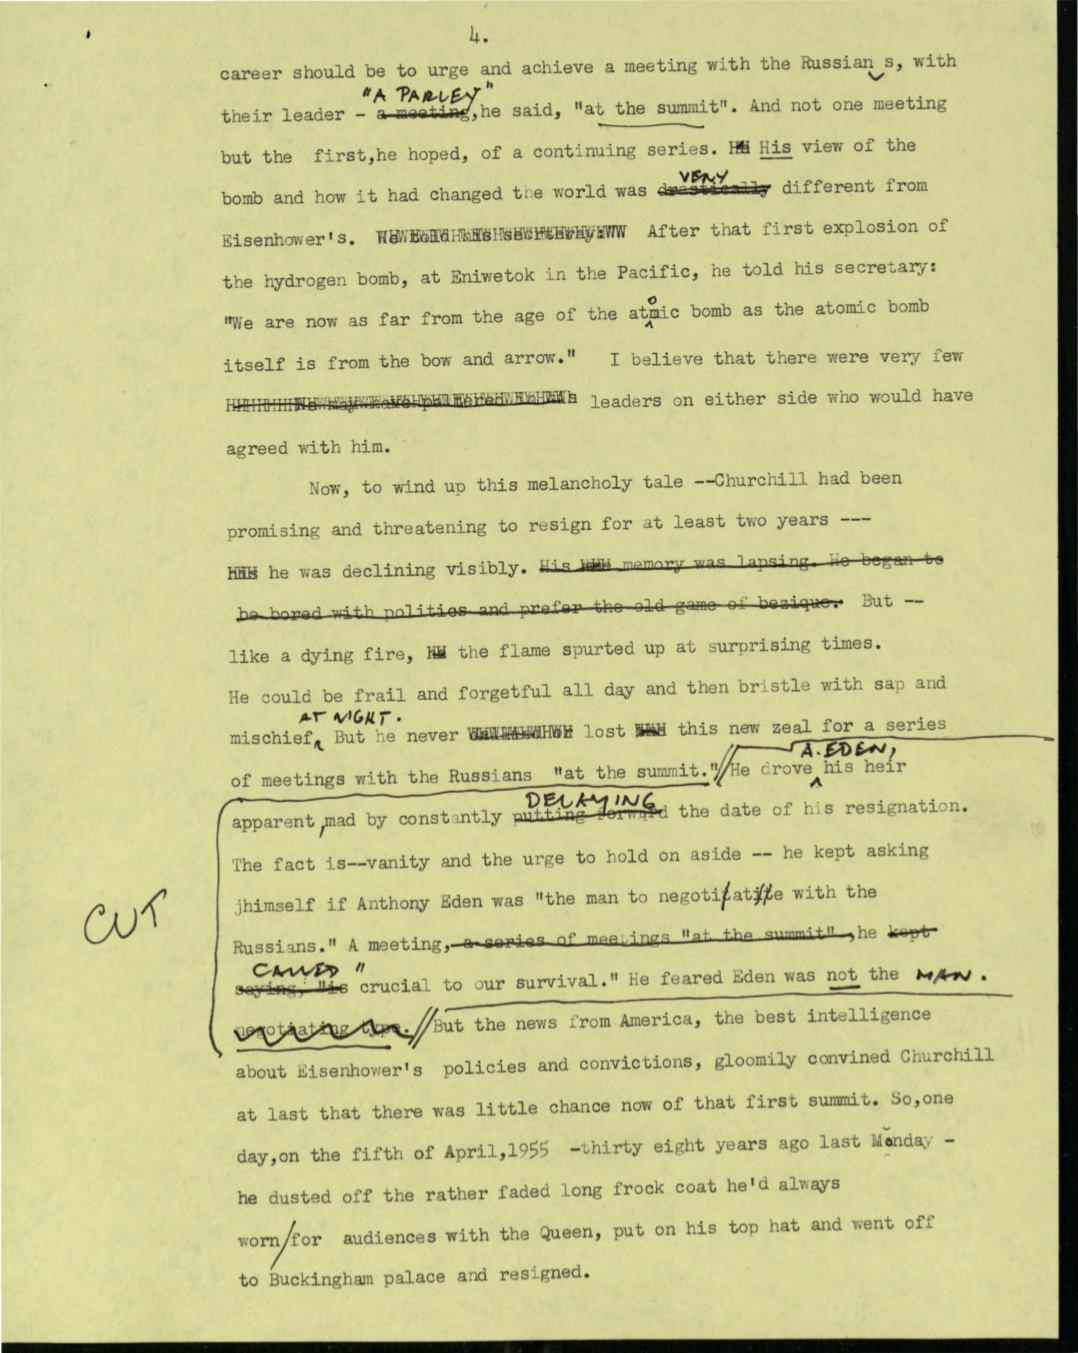 4.
career should be to urge and achieve a meeting with the Russian s, with
"A PARLEY"
their leader - a meeting,he said, "at the summit". And not one meeting
but the first,he hoped, of a continuing series. His view of the
VERY
bomb and how it had changed the world was drastically different from
Eisenhower's. After that first explosion of
the hydrogen bomb, at Eniwetok in the Pacific, he told his secretary:
"We are now as far from the age of the atomic bomb as the atomic bomb
itself is from the bow and arrow." I believe that there were very few
leaders on either side who would have
agreed with him.
Now, to wind up this melancholy tale --Churchill had been
promising and threatening to resign for at least two years ---
he was declining visibly. His memory was lapsing. He began to
be bored with politics and prefer the old game of bezique. But --
like a dying fire, the flame spurted up at surprising times.
He could be frail and forgetful all day and then bristle with sap and
AT NIGHT.
mischief, But he never lost this new zeal for a series
A. EDEN,
of meetings with the Russians "at the summit."//He drove his heir
DELAYING
apparent,mad by constantly putting forward the date of his resignation.
The fact is--vanity and the urge to hold on aside -- he kept asking
CUT
jhimself if Anthony Eden was "the man to negotiate with the
Russians." A meeting, a series of meetings "at the summit",he kept
CALLED "
saying, "is crucial to our survival." He feared Eden was not the MAN.
negotiating type.//But the news from America, the best intelligence
about Eisenhower's policies and convictions, gloomily convined Churchill
at last that there was little chance now of that first summit. So,one
day,on the fifth of April,1955 -thirty eight years ago last Monday -
he dusted off the rather faded long frock coat he'd always
worn/for audiences with the Queen, put on his top hat and went off
to Buckingham palace and resigned.